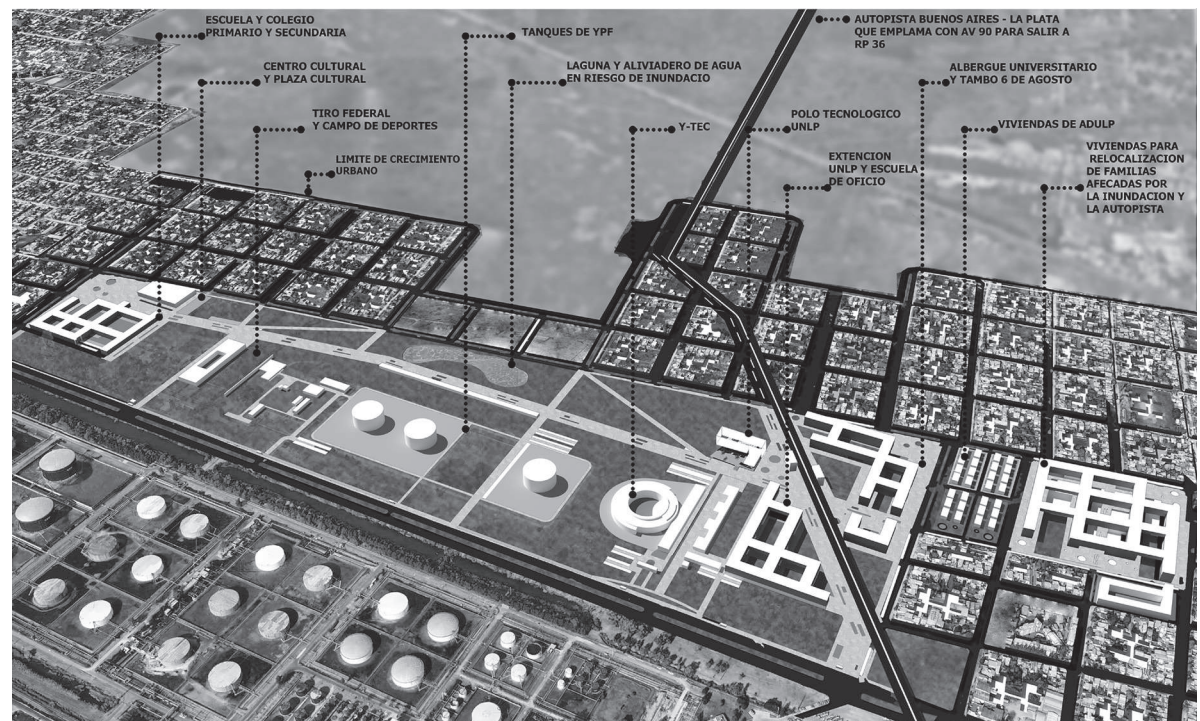 ESCUELA Y COLEGIO
PRIMARIO Y SECUNDARIA
CENTRO CULTURAL
Y PLAZA CULTURAL
TIRO FEDERAL
Y CAMPO DE DEPORTES
LIMITE DE CRECIMIENTO
URBANO
TANQUES DE YPF
LAGUNA Y ALIVIADERO DE AGUA
EN RIESGO DE INUNDACIO
Y-TEC
AUTOPISTA BUENOS AIRES - LA PLATA
QUE EMPLAMA CON AV 90 PARA SALIR A
RP 36
POLO TECNOLOGICO
UNLP
EXTENCION
UNLP Y ESCUELA
DE OFICIO
ALBERGUE UNIVERSITARIO
Y TAMBO 6 DE AGOSTO
VIVIENDAS DE ADULP
VIVIENDAS PARA
RELOCALIZACION
DE FAMILIAS
AFECADAS POR
LA INUNDACION Y
LA AUTOPISTA